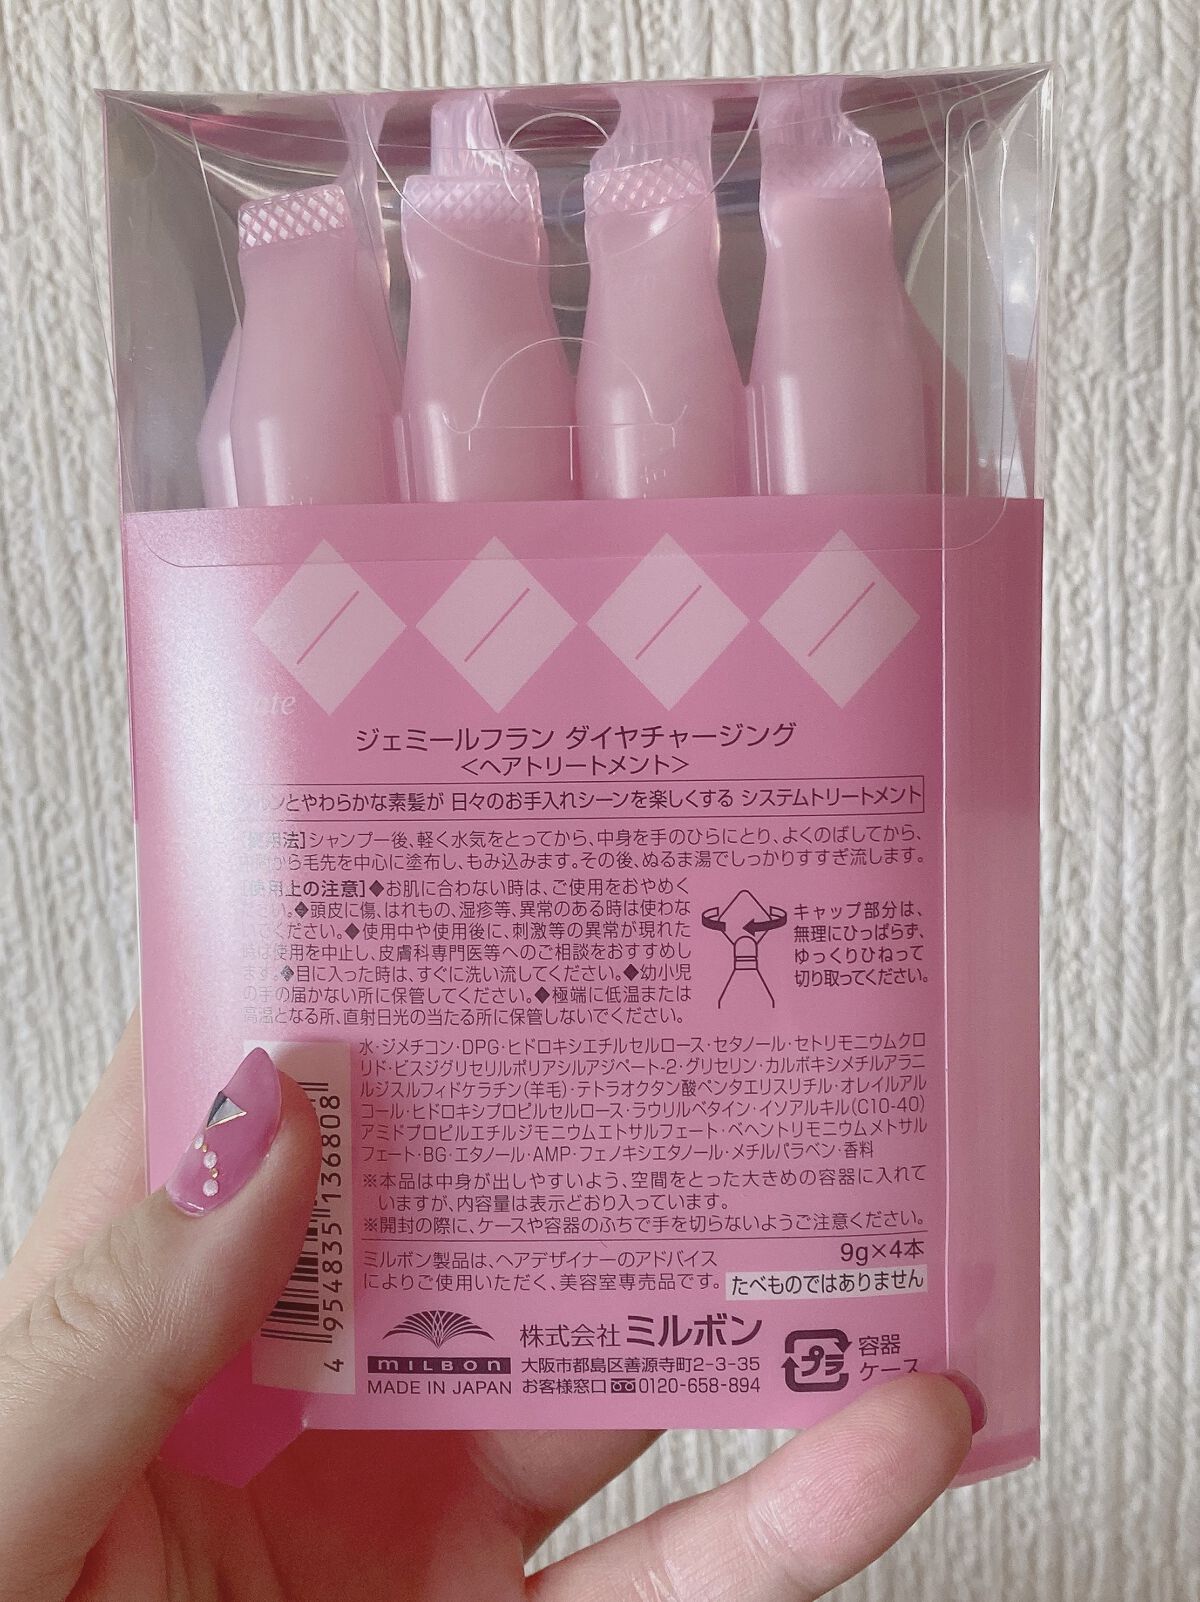 ジェミールフラン ダイヤチャージング
<ヘアトリートメント>
とやわらかな素髪が 日々のお手入れシーンを楽しくする システムトリートメント
法]シャンプー後、軽く水気をとってから、中身を手のひらにとり、よくのばしてから、
から毛先を中心に塗布し、もみ込みます。その後、ぬるま湯でしっかりすすぎ流します。
[使用上の注意]◆お肌に合わない時は、ご使用をおやめく
ださい。◆頭皮に傷、はれもの、湿疹等、異常のある時は使わな
いでください。◆使用中や使用後に、刺激等の異常が現れた
時は使用を中止し、皮膚科専門医等へのご相談をおすすめし
ます。◆目に入った時は、すぐに洗い流してください。◆幼小児
の手の届かない所に保管してください。◆極端に低温または
高温となる所、直射日光の当たる所に保管しないでください。
キャップ部分は、
無理にひっぱらず、
ゆっくりひねって
切り取ってください。
水・ジメチコン・DPG・ヒドロキシエチルセルロース・セタノール・セトリモニウムクロ
リド・ビスジグリセリルポリアシルアジペート-2・グリセリン・カルボキシメチルアラニ
ルジスルフィドケラチン(羊毛)・テトラオクタン酸ペンタエリスリチル・オレイルアル
コール・ヒドロキシプロピルセルロース・ラウリルベタイン・イソアルキル(C10-40)
アミドプロピルエチルジモニウムエトサルフェート・ベヘントリモニウムメトサル
フェート・BG・エタノール・AMP・フェノキシエタノール・メチルパラベン・香料
※本品は中身が出しやすいよう、空間をとった大きめの容器に入れて
いますが、内容量は表示どおり入っています。
※開封の際に、ケースや容器のふちで手を切らないようご注意ください。
ミルボン製品は、ヘアデザイナーのアドバイス
によりご使用いただく、美容室専売品です。
9g×4本
たべものではありません
4 954835 136808
MILBON
MADE IN JAPAN
株式会社 ミルボン
大阪市都島区善源寺町2-3-35
お客様窓口 0120-658-894
プラ
容器
ケース